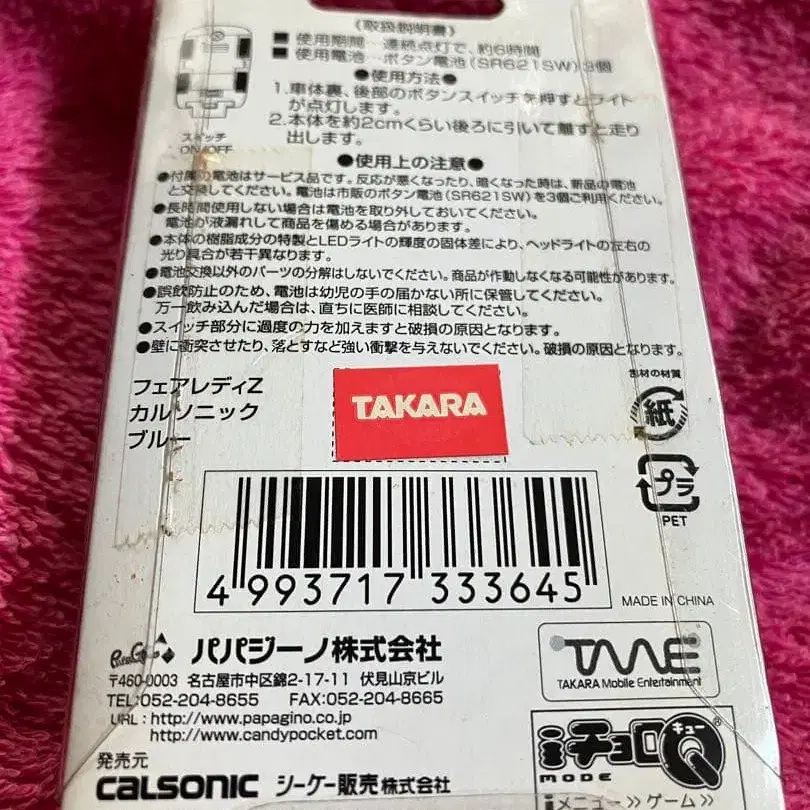 《取扱説明書》
■使用期間…連続点灯で、約6時間
■使用電池…ボタン電池(SR621SW)3個
●使用方法●
1.車体裏、後部のボタンスイッチを押すとライト
が点灯します。
2.本体を約2cmくらい後ろに引いて離すと走り
出します。
スイッチ
ON/OFF
●使用上の注意●
●付属の電池はサービス品です。反応が悪くなったり、暗くなった時は、新品の電池
と交換してください。電池は市販のボタン電池(SR621SW)を3個ご利用ください。
●長時間使用しない場合は電池を取り外しておいてください。
電池が液漏れして商品を傷める場合があります。
●本体の樹脂成分の特製とLEDライトの輝度の固体差により、ヘッドライトの左右の
光り具合が若干異なります。
●電池交換以外のパーツの分解はしないでください。商品が作動しなくなる可能性があります。
●誤飲防止のため、電池は幼児の手の届かない所に保管してください。
万一飲み込んだ場合は、直ちに医師に相談してください。
●スイッチ部分に過度の力を加えますと破損の原因となります。
●壁に衝突させたり、落とすなど強い衝撃を与えないでください。破損の原因となります。
フェアレディZ
カルソニック
ブルー
TAKARA
包材の材質
紙
プラ
PET
4 993717 333645
MADE IN CHINA
パパジーノ株式会社
〒460-0003 名古屋市中区錦2-17-11 伏見山京ビル
TEL:052-204-8655 FAX:052-204-8665
URL:http://www.papagino.co.jp
http://www.candypocket.com/
TME
TAKARA Mobile Entertainment
発売元
CALSONIC シーケー販売株式会社
iチョロQ®
キュー
MODE
iメニュー≫ゲーム≫